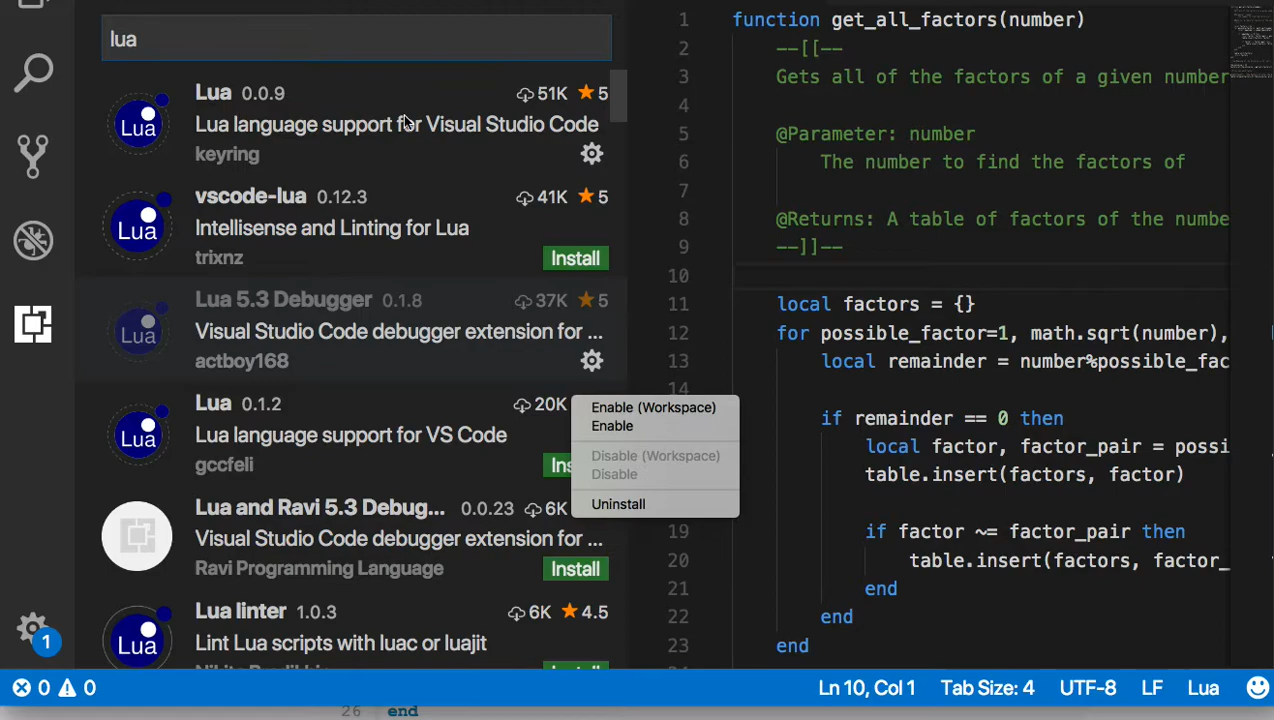 lua
Lua 0.0.9 51K 5
Lua language support for Visual Studio Code
keyring
Lua
vscode-lua 0.12.3 41K 5
Intellisense and Linting for Lua
trixnz Install
Lua
Lua 5.3 Debugger 0.1.8 37K 5
Visual Studio Code debugger extension for ...
actboy168
Lua
Lua 0.1.2 20K
Lua language support for VS Code
gccfeli
Lua
Lua and Ravi 5.3 Debug... 0.0.23 6K
Visual Studio Code debugger extension for ...
Ravi Programming Language Install
Lua linter 1.0.3 6K 4.5
Lint Lua scripts with luac or luajit
Lua
Enable (Workspace)
Enable
Disable (Workspace)
Disable
Uninstall
1 function get_all_factors(number)
2 --[[--
3 Gets all of the factors of a given number
4
5 @Parameter: number
6 The number to find the factors of
7
8 @Returns: A table of factors of the numbe
9 --]]--
10
11 local factors = {}
12 for possible_factor=1, math.sqrt(number),
13 local remainder = number%possible_fac
14
if remainder == 0 then
local factor, factor_pair = possi
table.insert(factors, factor)
19 if factor ~= factor_pair then
20 table.insert(factors, factor_
21 end
22 end
23 end
1
0 0 Ln 10, Col 1 Tab Size: 4 UTF-8 LF Lua
26 end